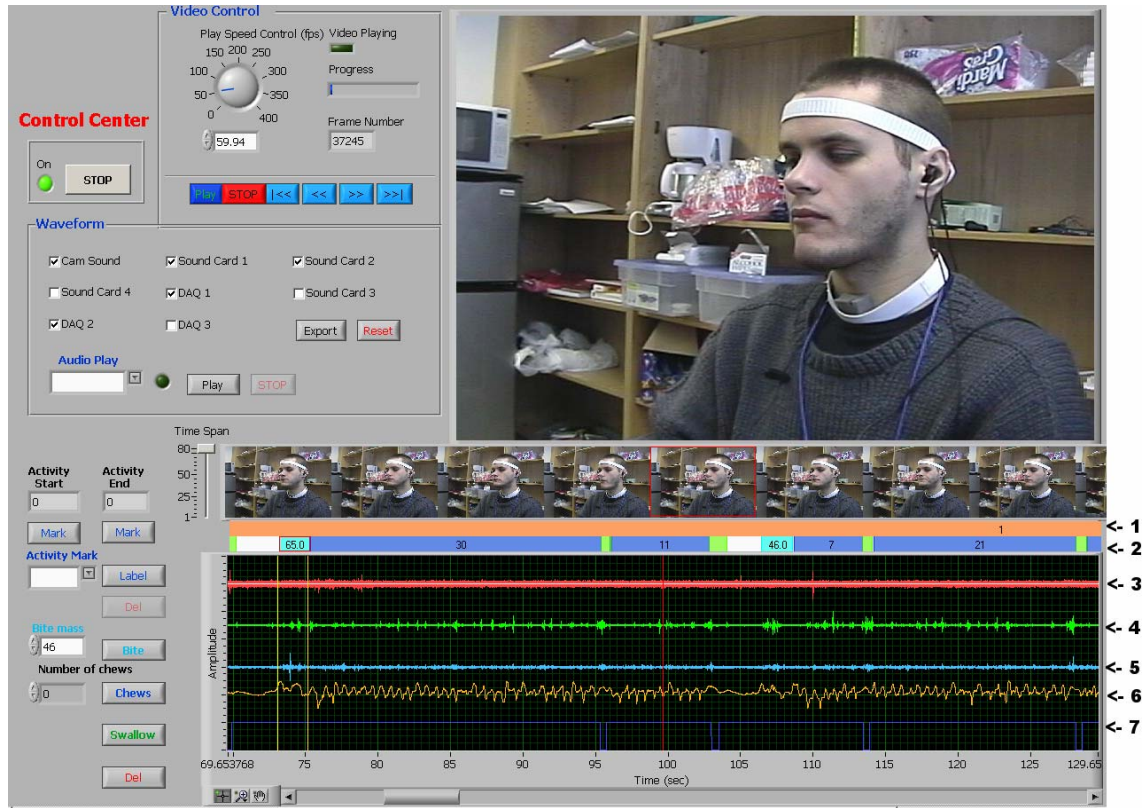 Video Control
Play Speed Control (fps)
Video Playing
0
50
100
150
200
250
300
350
400
59.94
Progress
Frame Number
37245
Control Center
On
STOP
Play
STOP
|<<
<<
>>
>>|
Waveform
Cam Sound
Sound Card 1
Sound Card 2
Sound Card 4
DAQ 1
Sound Card 3
DAQ 2
DAQ 3
Export
Reset
Audio Play
Play
STOP
Mardi Gras
250
Time Span
80
50
25
1
Activity Start
Activity End
0
0
Mark
Mark
Activity Mark
Label
Del
Bite mass
46
Bite
Number of chews
0
Chews
Swallow
Del
1
<- 1
65.0
30
11
46.0
7
21
<- 2
<- 3
<- 4
<- 5
<- 6
<- 7
Amplitude
69.653768
75
80
85
90
95
100
105
110
115
120
125
129.65
Time (sec)